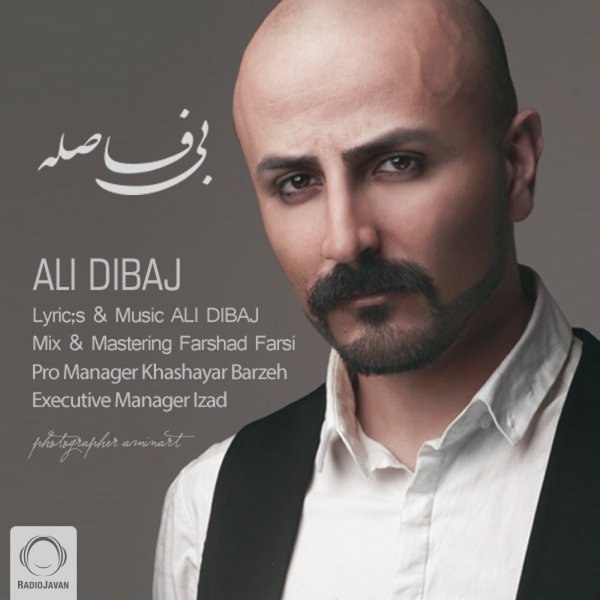 بی فاصله
ALI DIBAJ
Lyric;s & Music ALI DIBAJ
Mix & Mastering Farshad Farsi
Pro Manager Khashayar Barzeh
Executive Manager Izad
photographer aminart
RADIOJAVAN